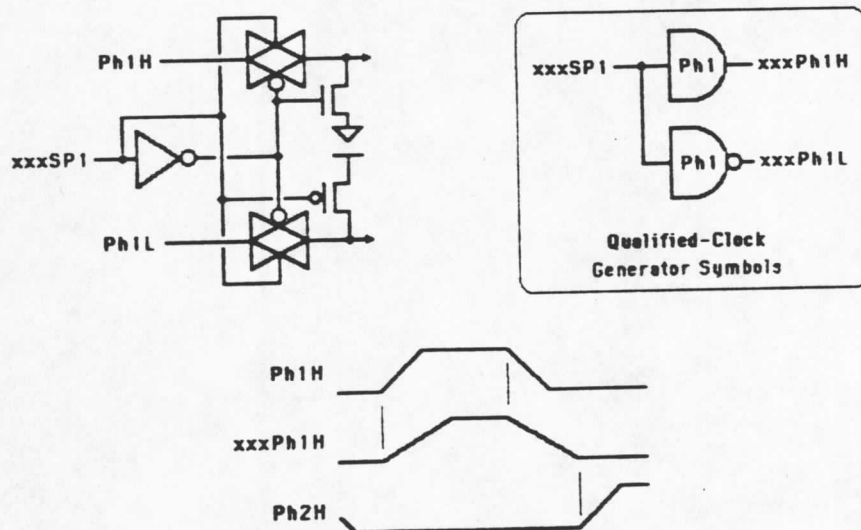 Ph1H
xxxSP1
Ph1L
xxxSP1
Ph1
xxxPh1H
Ph1
xxxPh1L
Qualified-Clock
Generator Symbols
Ph1H
xxxPh1H
Ph2H